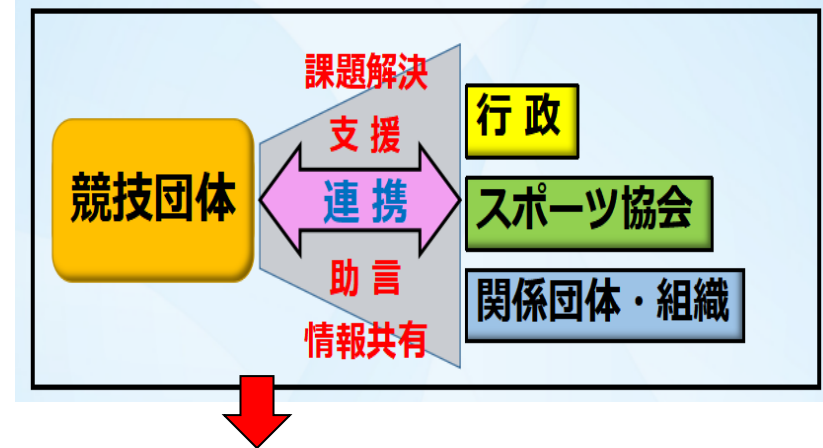 競技団体
課題解決
支援
連携
助言
情報共有
行政
スポーツ協会
関係団体・組織